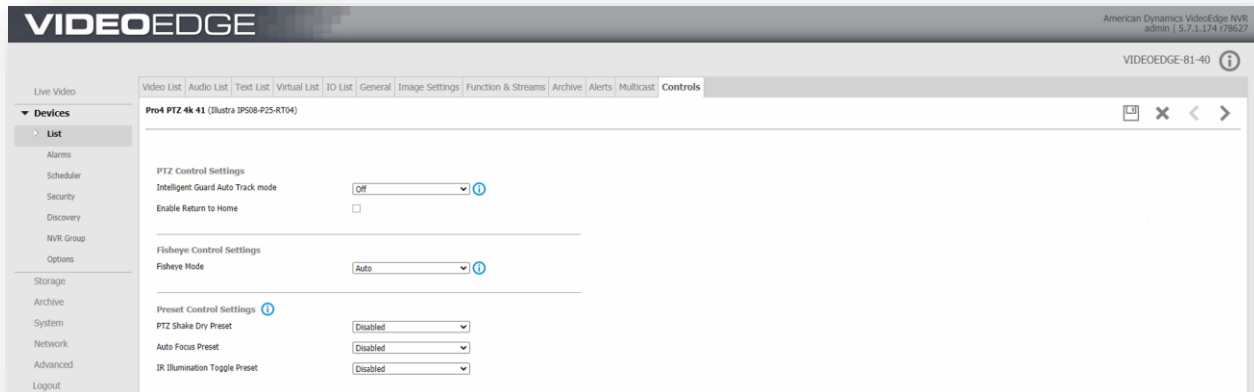 VIDEOEDGE
American Dynamics VideoEdge NVR
admin | 5.7.1.174 r78627
VIDEOEDGE-81-40
Live Video
Devices
List
Alarms
Scheduler
Security
Discovery
NVR Group
Options
Storage
Archive
System
Network
Advanced
Logout
Video List Audio List Text List Virtual List IO List General Image Settings Function & Streams Archive Alerts Multicast Controls
Pro4 PTZ 4k 41 (Illustra IPS08-P25-RT04)
PTZ Control Settings
Intelligent Guard Auto Track mode Off
Enable Return to Home
Fisheye Control Settings
Fisheye Mode Auto
Preset Control Settings
PTZ Shake Dry Preset Disabled
Auto Focus Preset Disabled
IR Illumination Toggle Preset Disabled